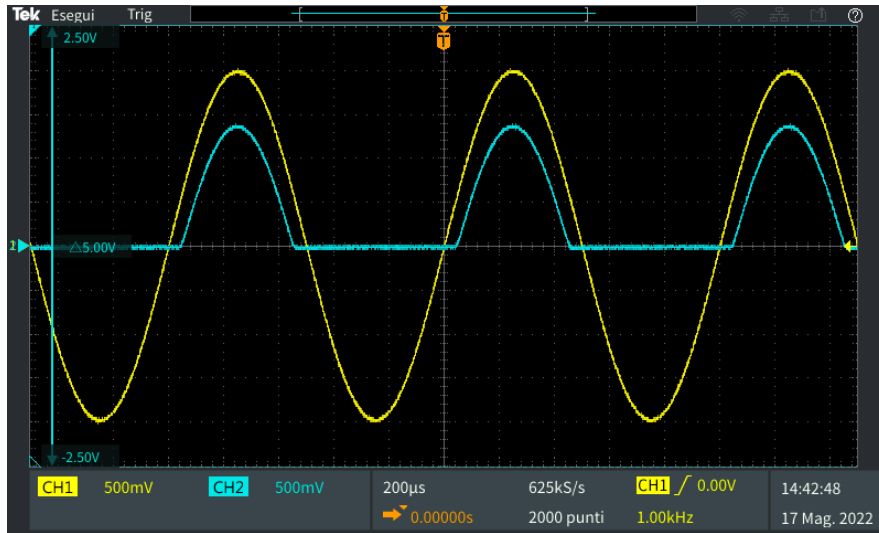 Tek Esegui Trig T ?
T
2.50V
2
△5.00V
-2.50V
CH1 500mV CH2 500mV 200µs 625kS/s CH1 0.00V 14:42:48
0.00000s 2000 punti 1.00kHz 17 Mag. 2022